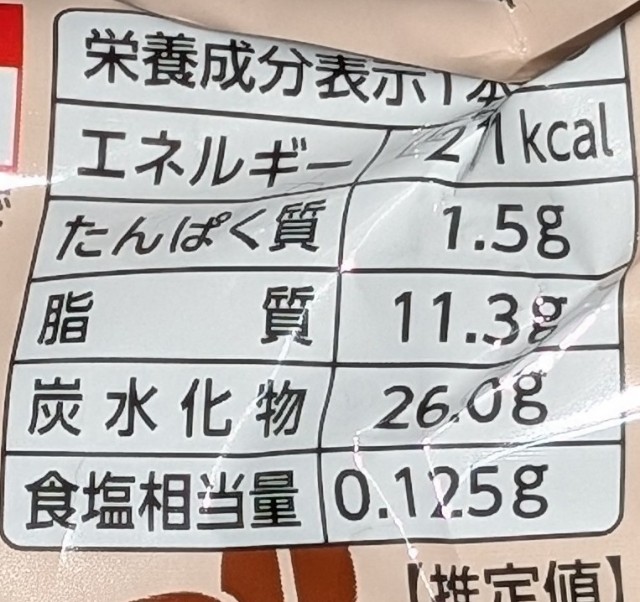 栄養成分表示1本
エネルギー kcal
たんぱく質 1.5g
脂質 11.3g
炭水化物 26.0g
食塩相当量 0.125g
【推定値】